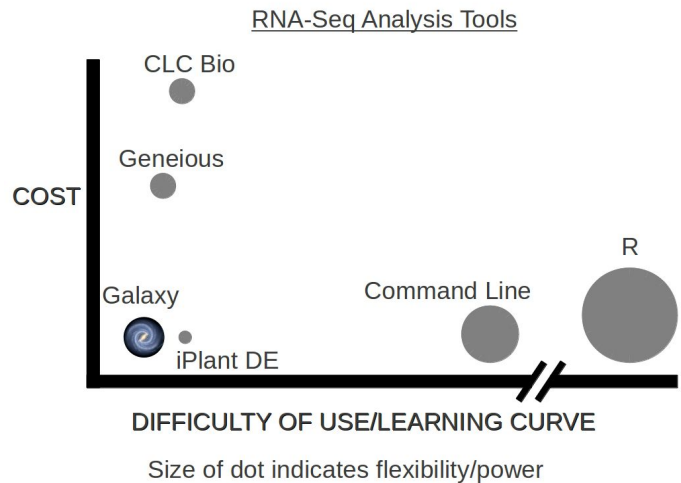 RNA-Seq Analysis Tools
CLC Bio
Geneious
COST
R
Command Line
Galaxy
iPlant DE
DIFFICULTY OF USE/LEARNING CURVE
Size of dot indicates flexibility/power